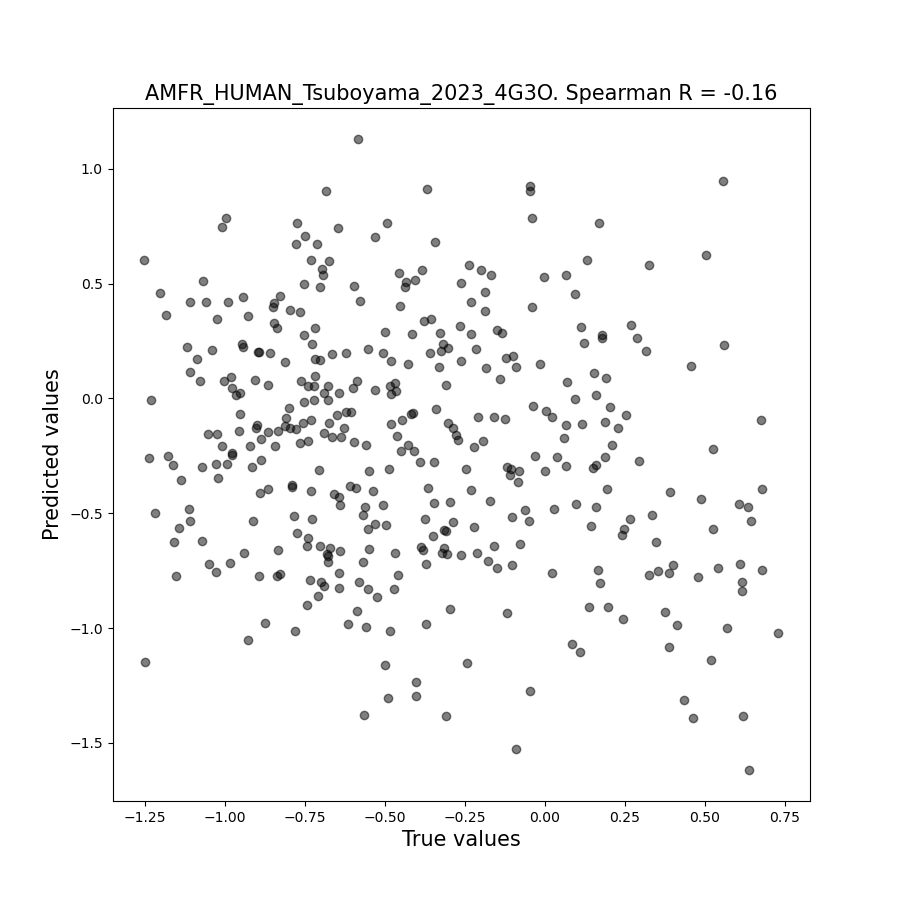 AMFR_HUMAN_Tsuboyama_2023_4G3O. Spearman R = -0.16
1.0
0.5
0.0
−0.5
−1.0
−1.5
Predicted values
−1.25 −1.00 −0.75 −0.50 −0.25 0.00 0.25 0.50 0.75
True values